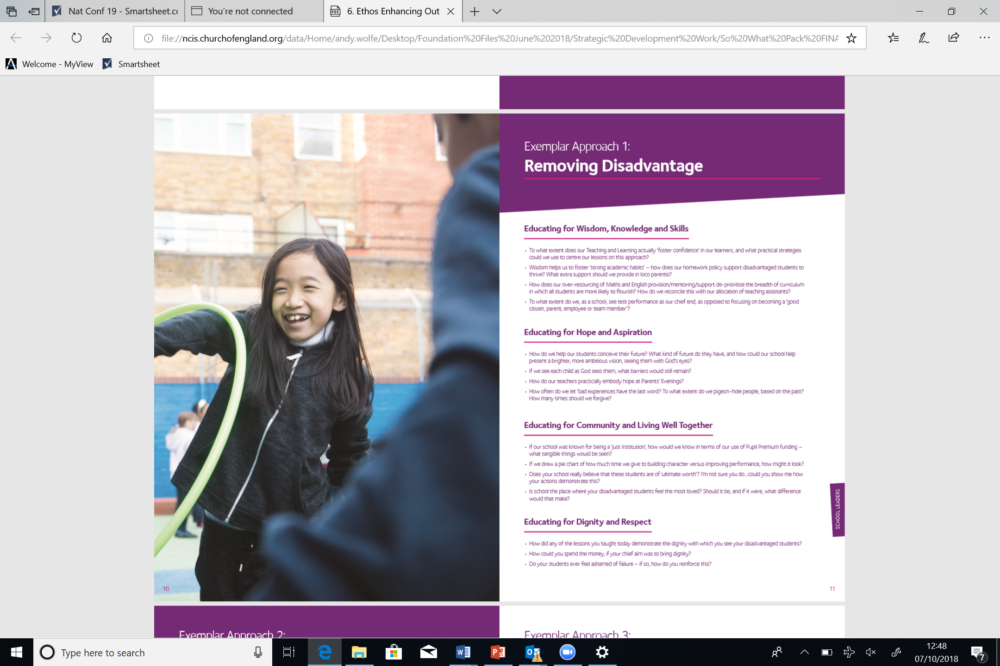 Nat Conf 19 - Smartsheet.co
You're not connected
6. Ethos Enhancing Out
file://ncis.churchofengland.org/data/Home/andy.wolfe/Desktop/Foundation%20Files%20June%202018/Strategic%20Development%20Work/So%20What%20Pack%20FINA
Welcome - MyView
Smartsheet
Exemplar Approach 1:
Removing Disadvantage
Educating for Wisdom, Knowledge and Skills
• To what extent does our Teaching and Learning actually 'foster confidence' in our learners, and what practical strategies
could we use to centre our lessons on this approach?
• Wisdom helps us to foster 'strong academic habits' – how does our homework policy support disadvantaged students to
thrive? What extra support should we provide in loco parentis?
• How does our over-resourcing of Maths and English provision/mentoring/support de-prioritise the breadth of curriculum
in which all students are more likely to flourish? How do we reconcile this with our allocation of teaching assistants?
• To what extent do we, as a school, see test performance as our chief end, as opposed to focusing on becoming a 'good
citizen, parent, employee or team member'?
Educating for Hope and Aspiration
• How do we help our students conceive their future? What kind of future do they have, and how could our school help
present a brighter, more ambitious vision, seeing them with God's eyes?
• If we see each child as God sees them, what barriers would still remain?
• How do our teachers practically embody hope at Parents' Evenings?
• How often do we let 'bad experiences have the last word? To what extent do we pigeon-hole people, based on the past?
How many times should we forgive?
Educating for Community and Living Well Together
• If our school was known for being a 'just institution', how would we know in terms of our use of Pupil Premium funding –
what tangible things would be seen?
• If we drew a pie chart of how much time we give to building character versus improving performance, how might it look?
• Does your school really believe that these students are of 'ultimate worth'? I'm not sure you do...could you show me how
your actions demonstrate this?
• Is school the place where your disadvantaged students feel the most loved? Should it be, and if it were, what difference
would that make?
SCHOOL LEADERS
Educating for Dignity and Respect
• How did any of the lessons you taught today demonstrate the dignity with which you see your disadvantaged students?
• How could you spend the money, if your chief aim was to bring dignity?
• Do your students ever feel ashamed of failure – if so, how do you reinforce this?
10
11
Exemplar Approach 2:
Exemplar Approach 3:
Type here to search
12:48
07/10/2018
7